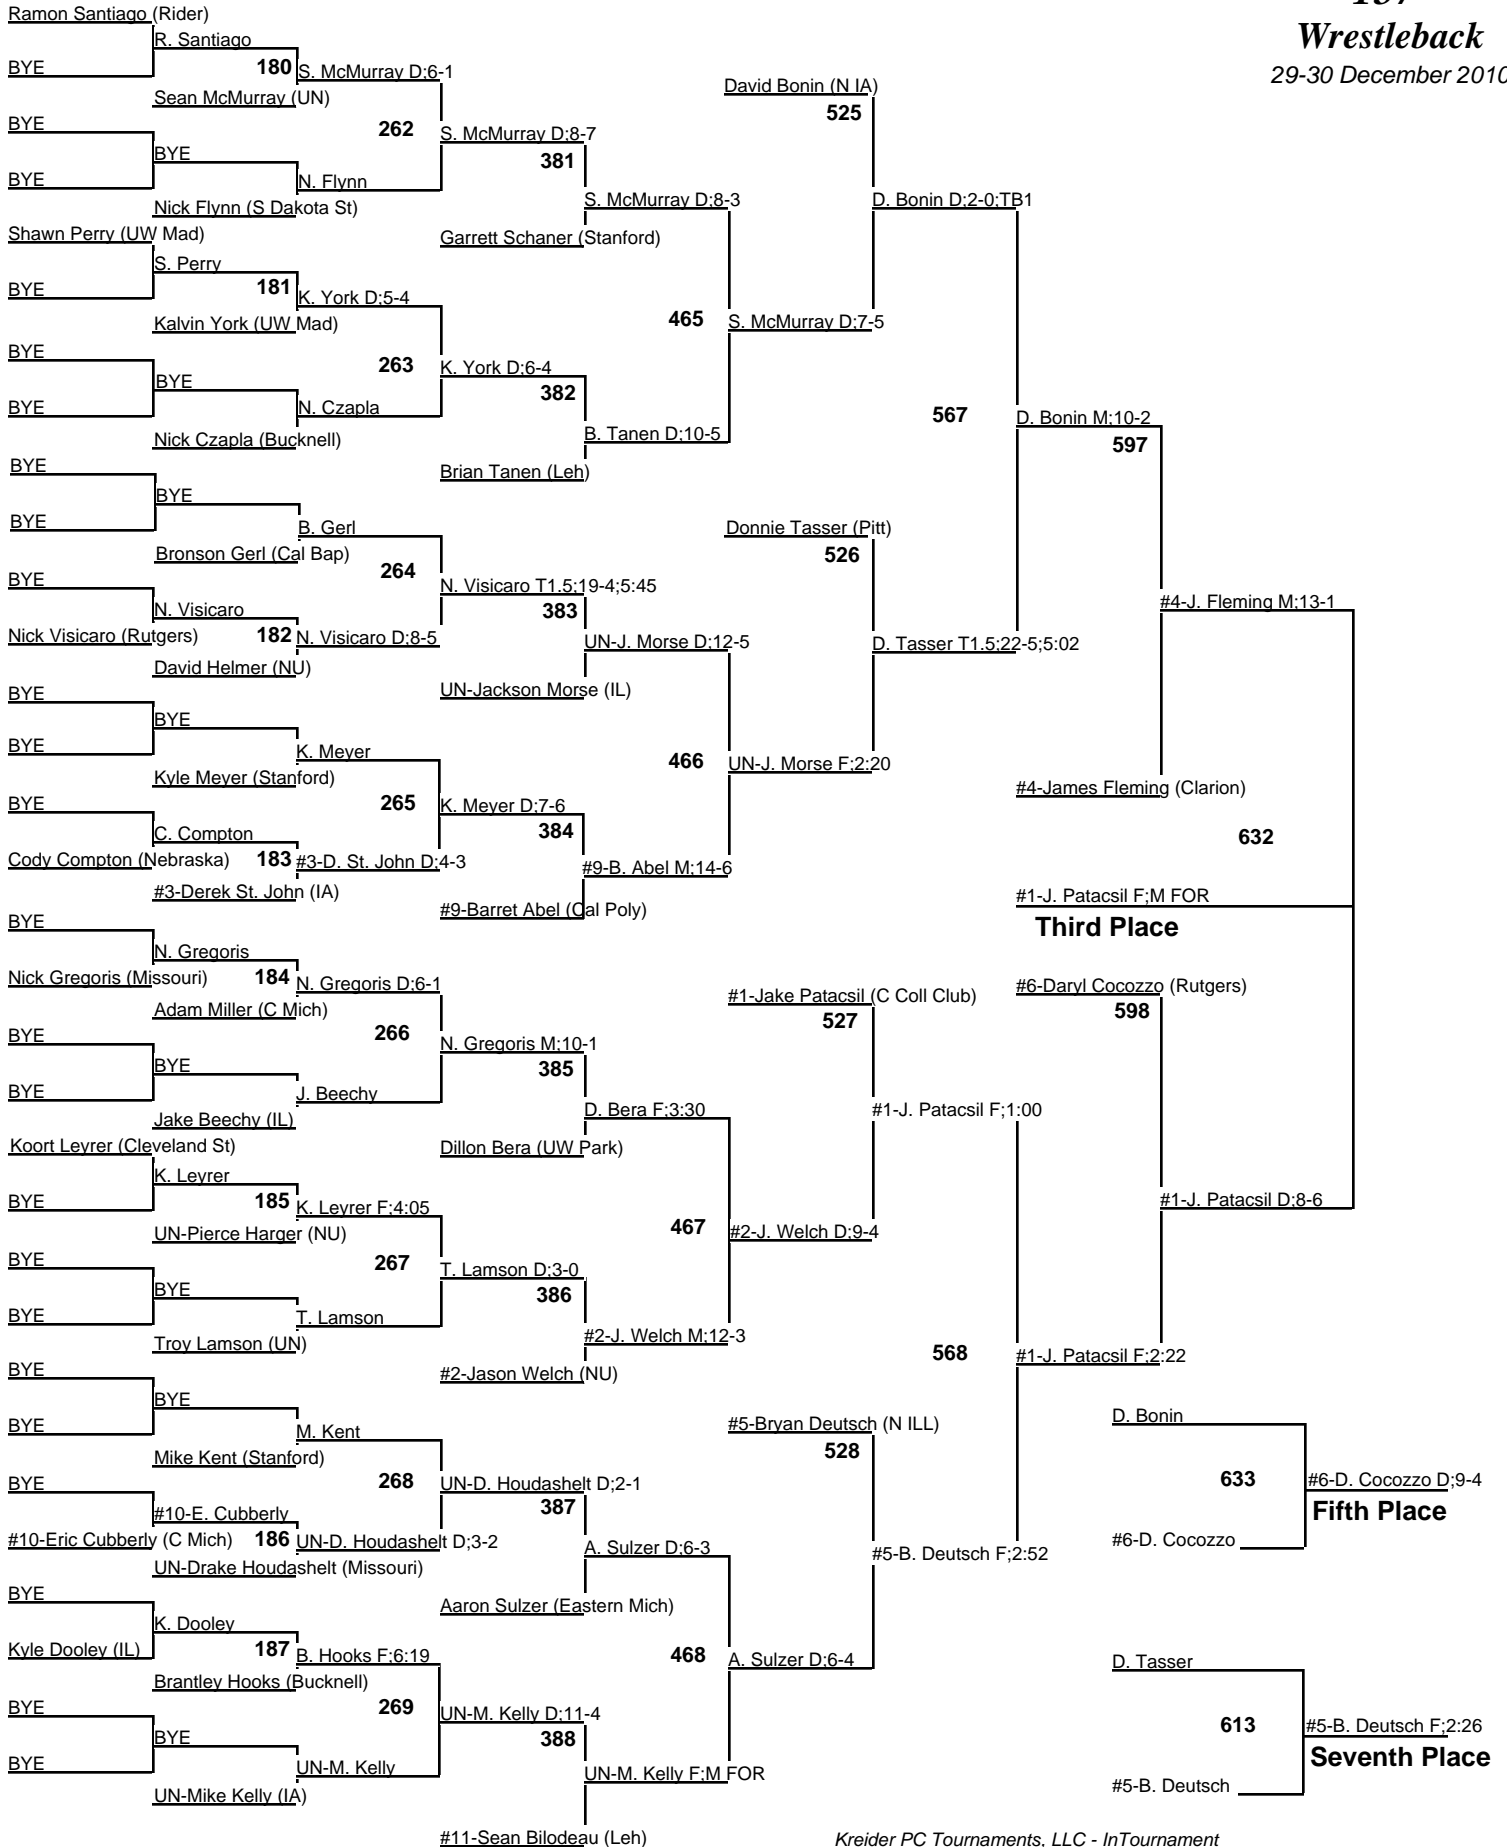 Wrestleback
29-30 December 2010
Ramon Santiago (Rider)
R. Santiago
BYE
180
S. McMurray D;6-1
Sean McMurray (UN)
BYE
262
S. McMurray D;8-7
381
BYE
BYE
N. Flynn
Nick Flynn (S Dakota St)
S. McMurray D;8-3
Garrett Schaner (Stanford)
Shawn Perry (UW Mad)
S. Perry
BYE
181
K. York D;5-4
Kalvin York (UW Mad)
465
S. McMurray D;7-5
BYE
263
K. York D;6-4
382
BYE
BYE
N. Czapla
Nick Czapla (Bucknell)
B. Tanen D;10-5
Brian Tanen (Leh)
David Bonin (N IA)
525
D. Bonin D;2-0;TB1
567
D. Bonin M;10-2
597
BYE
BYE
BYE
B. Gerl
Bronson Gerl (Cal Bap)
264
N. Visicaro T1.5;19-4;5:45
383
BYE
N. Visicaro
Nick Visicaro (Rutgers)
182
N. Visicaro D;8-5
David Helmer (NU)
UN-J. Morse D;12-5
UN-Jackson Morse (IL)
Donnie Tasser (Pitt)
526
D. Tasser T1.5;22-5;5:02
#4-J. Fleming M;13-1
BYE
BYE
BYE
K. Meyer
Kyle Meyer (Stanford)
466
UN-J. Morse F;2:20
265
K. Meyer D;7-6
384
BYE
C. Compton
Cody Compton (Nebraska)
183
#3-D. St. John D;4-3
#3-Derek St. John (IA)
#9-B. Abel M;14-6
#9-Barret Abel (Cal Poly)
#4-James Fleming (Clarion)
632
#1-J. Patacsil F;M FOR
Third Place
BYE
N. Gregoris
Nick Gregoris (Missouri)
184
N. Gregoris D;6-1
Adam Miller (C Mich)
266
N. Gregoris M;10-1
385
BYE
BYE
BYE
J. Beechy
Jake Beechy (IL)
D. Bera F;3:30
Dillon Bera (UW Park)
#1-Jake Patacsil (C Coll Club)
527
#6-Daryl Cocozzo (Rutgers)
598
#1-J. Patacsil F;1:00
Koort Leyrer (Cleveland St)
K. Leyrer
BYE
185
K. Leyrer F;4:05
UN-Pierce Harger (NU)
467
#2-J. Welch D;9-4
#1-J. Patacsil D;8-6
267
T. Lamson D;3-0
386
BYE
BYE
BYE
T. Lamson
Troy Lamson (UN)
#2-J. Welch M;12-3
#2-Jason Welch (NU)
568
#1-J. Patacsil F;2:22
BYE
BYE
BYE
M. Kent
Mike Kent (Stanford)
268
UN-D. Houdashelt D;2-1
387
BYE
#10-E. Cubberly
#10-Eric Cubberly (C Mich)
186
UN-D. Houdashelt D;3-2
UN-Drake Houdashelt (Missouri)
A. Sulzer D;6-3
Aaron Sulzer (Eastern Mich)
#5-Bryan Deutsch (N ILL)
528
#5-B. Deutsch F;2:52
D. Bonin
633
#6-D. Cocozzo D;9-4
Fifth Place
#6-D. Cocozzo
BYE
K. Dooley
Kyle Dooley (IL)
187
B. Hooks F;6:19
Brantley Hooks (Bucknell)
468
A. Sulzer D;6-4
269
UN-M. Kelly D;11-4
388
BYE
BYE
BYE
UN-M. Kelly
UN-Mike Kelly (IA)
UN-M. Kelly F;M FOR
#11-Sean Bilodeau (Leh)
D. Tasser
613
#5-B. Deutsch F;2:26
Seventh Place
#5-B. Deutsch
Kreider PC Tournaments, LLC - InTournament